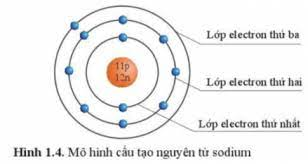 Lớp electron thứ ba
11p
12n
Lớp electron thứ hai
Lớp electron thứ nhất
Hình 1.4. Mô hình cấu tạo nguyên tử sodium